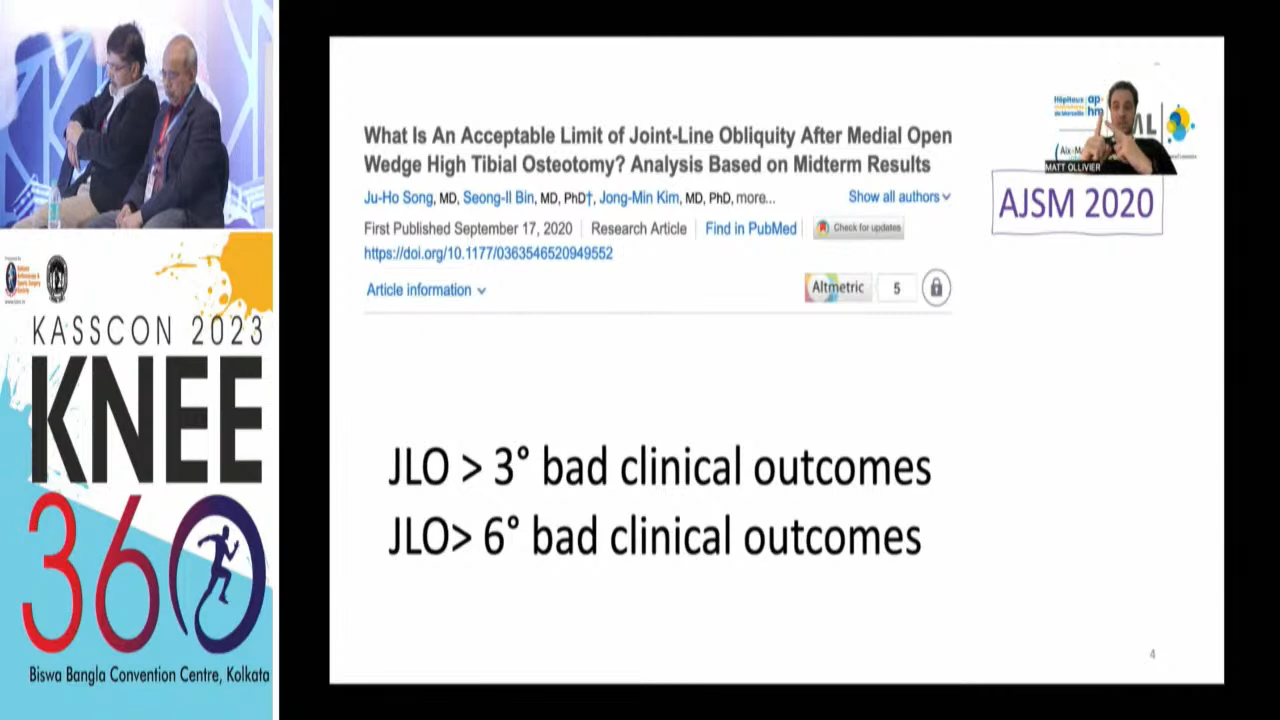 KASSCON 2023
KNEE
360
Biswa Bangla Convention Centre, Kolkata
What Is An Acceptable Limit of Joint-Line Obliquity After Medial Open
Wedge High Tibial Osteotomy? Analysis Based on Midterm Results
Ju-Ho Song, MD, Seong-Il Bin, MD, PhD†, Jong-Min Kim, MD, PhD, more...
Show all authors
First Published September 17, 2020 | Research Article | Find in PubMed
Check for updates
https://doi.org/10.1177/0363546520949552
Article information
Altmetric 5
Hôpitaux
ap-
hm
MATT OLLIVIER
AJSM 2020
JLO > 3° bad clinical outcomes
JLO> 6° bad clinical outcomes
4